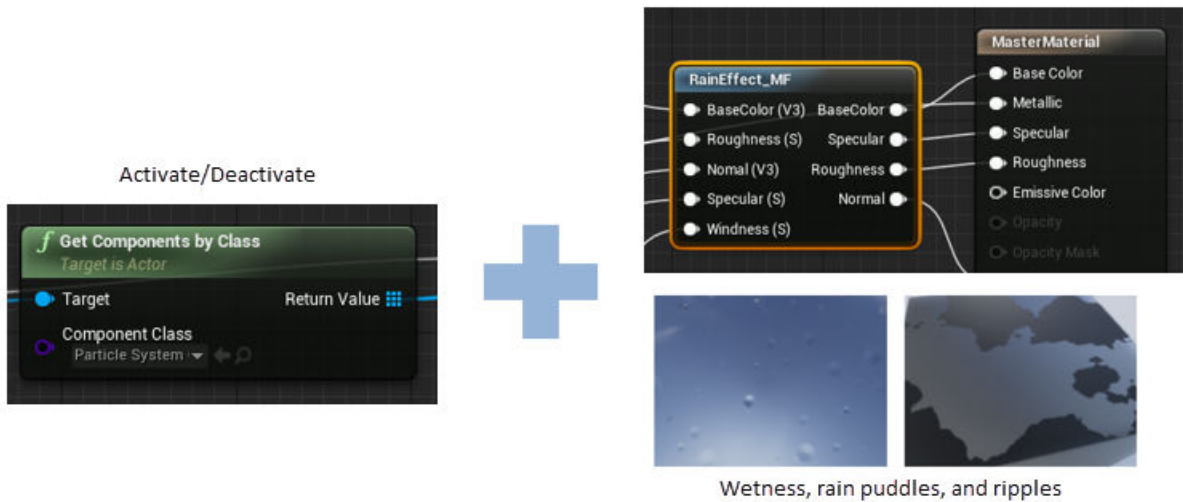 Activate/Deactivate
f Get Components by Class
Target is Actor
Target Return Value
Component Class
Particle System
RainEffect_MF
BaseColor (V3) BaseColor
Roughness (S) Specular
Nomal (V3) Roughness
Specular (S) Normal
Windness (S)
MasterMaterial
Base Color
Metallic
Specular
Roughness
Emissive Color
Opacity
Opacity Mask
Wetness, rain puddles, and ripples